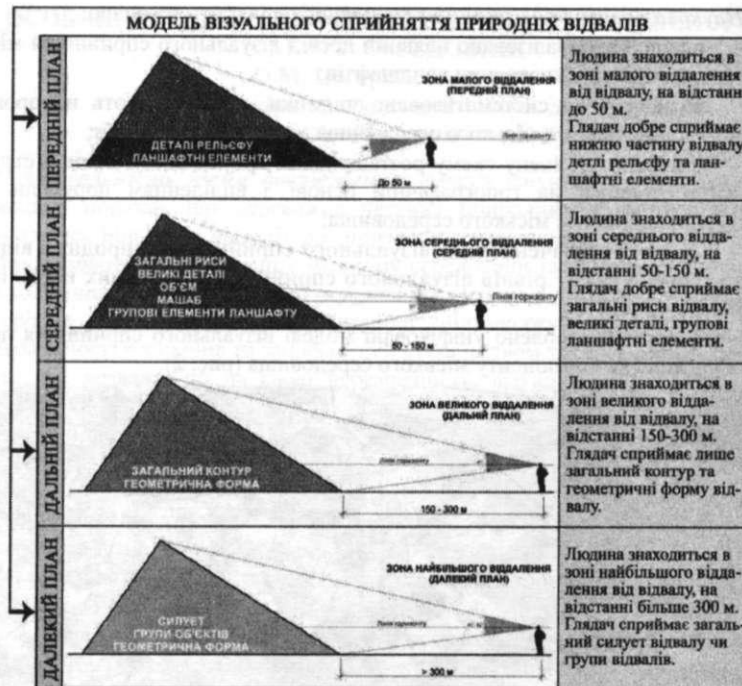 МОДЕЛЬ ВІЗУАЛЬНОГО СПРИЙНЯТТЯ ПРИРОДНІХ ВІДВАЛІВ
ПЕРЕДНІЙ ПЛАН
ДЕТАЛІ РЕЛЬЄФУ
ЛАНШАФТНІ ЕЛЕМЕНТИ
ЗОНА МАЛОГО ВІДДАЛЕННЯ
(ПЕРЕДНІЙ ПЛАН)
Лінія горизонту
До 50 м
Людина знаходиться в
зоні малого віддалення
від відвалу, на відстані
до 50 м.
Глядач добре сприймає
нижню частину відвалу
детлі рельєфу та лан-
шафтні елементи.
СЕРЕДНІЙ ПЛАН
ЗАГАЛЬНІ РИСИ
ВЕЛИКІ ДЕТАЛІ
ОБ'ЄМ
МАШАБ
ГРУПОВІ ЕЛЕМЕНТИ ЛАНШАФТУ
ЗОНА СЕРЕДНЬОГО ВІДДАЛЕННЯ
(СЕРЕДНІЙ ПЛАН)
Лінія горизонту
50 - 150 м
Людина знаходиться в
зоні середнього відда-
лення від відвалу, на
відстанні 50-150 м.
Глядач добре сприймає
загальні риси відвалу,
великі деталі, групові
ланшафтні елементи.
ДАЛЬНІЙ ПЛАН
ЗАГАЛЬНИЙ КОНТУР
ГЕОМЕТРИЧНА ФОРМА
ЗОНА ВЕЛИКОГО ВІДДАЛЕННЯ
(ДАЛЬНІЙ ПЛАН)
Лінія горизонту
150 - 300 м
Людина знаходиться в
зоні великого відда-
лення від відвалу, на
відстанні 150-300 м.
Глядач сприймає лише
загальний контур та
геометричні форму від-
валу.
ДАЛЕКИЙ ПЛАН
СИЛУЕТ
ГРУПИ ОБ'ЄКТІВ
ГЕОМЕТРИЧНА ФОРМА
ЗОНА НАЙБІЛЬШОГО ВІДДАЛЕННЯ
(ДАЛЕКИЙ ПЛАН)
Лінія горизонту
> 300 м
Людина знаходиться в
зоні найбільшого відда-
лення від відвалу, на
відстанні більше 300 м.
Глядач сприймає загаль-
ний силует відвалу чи
групи відвалів.